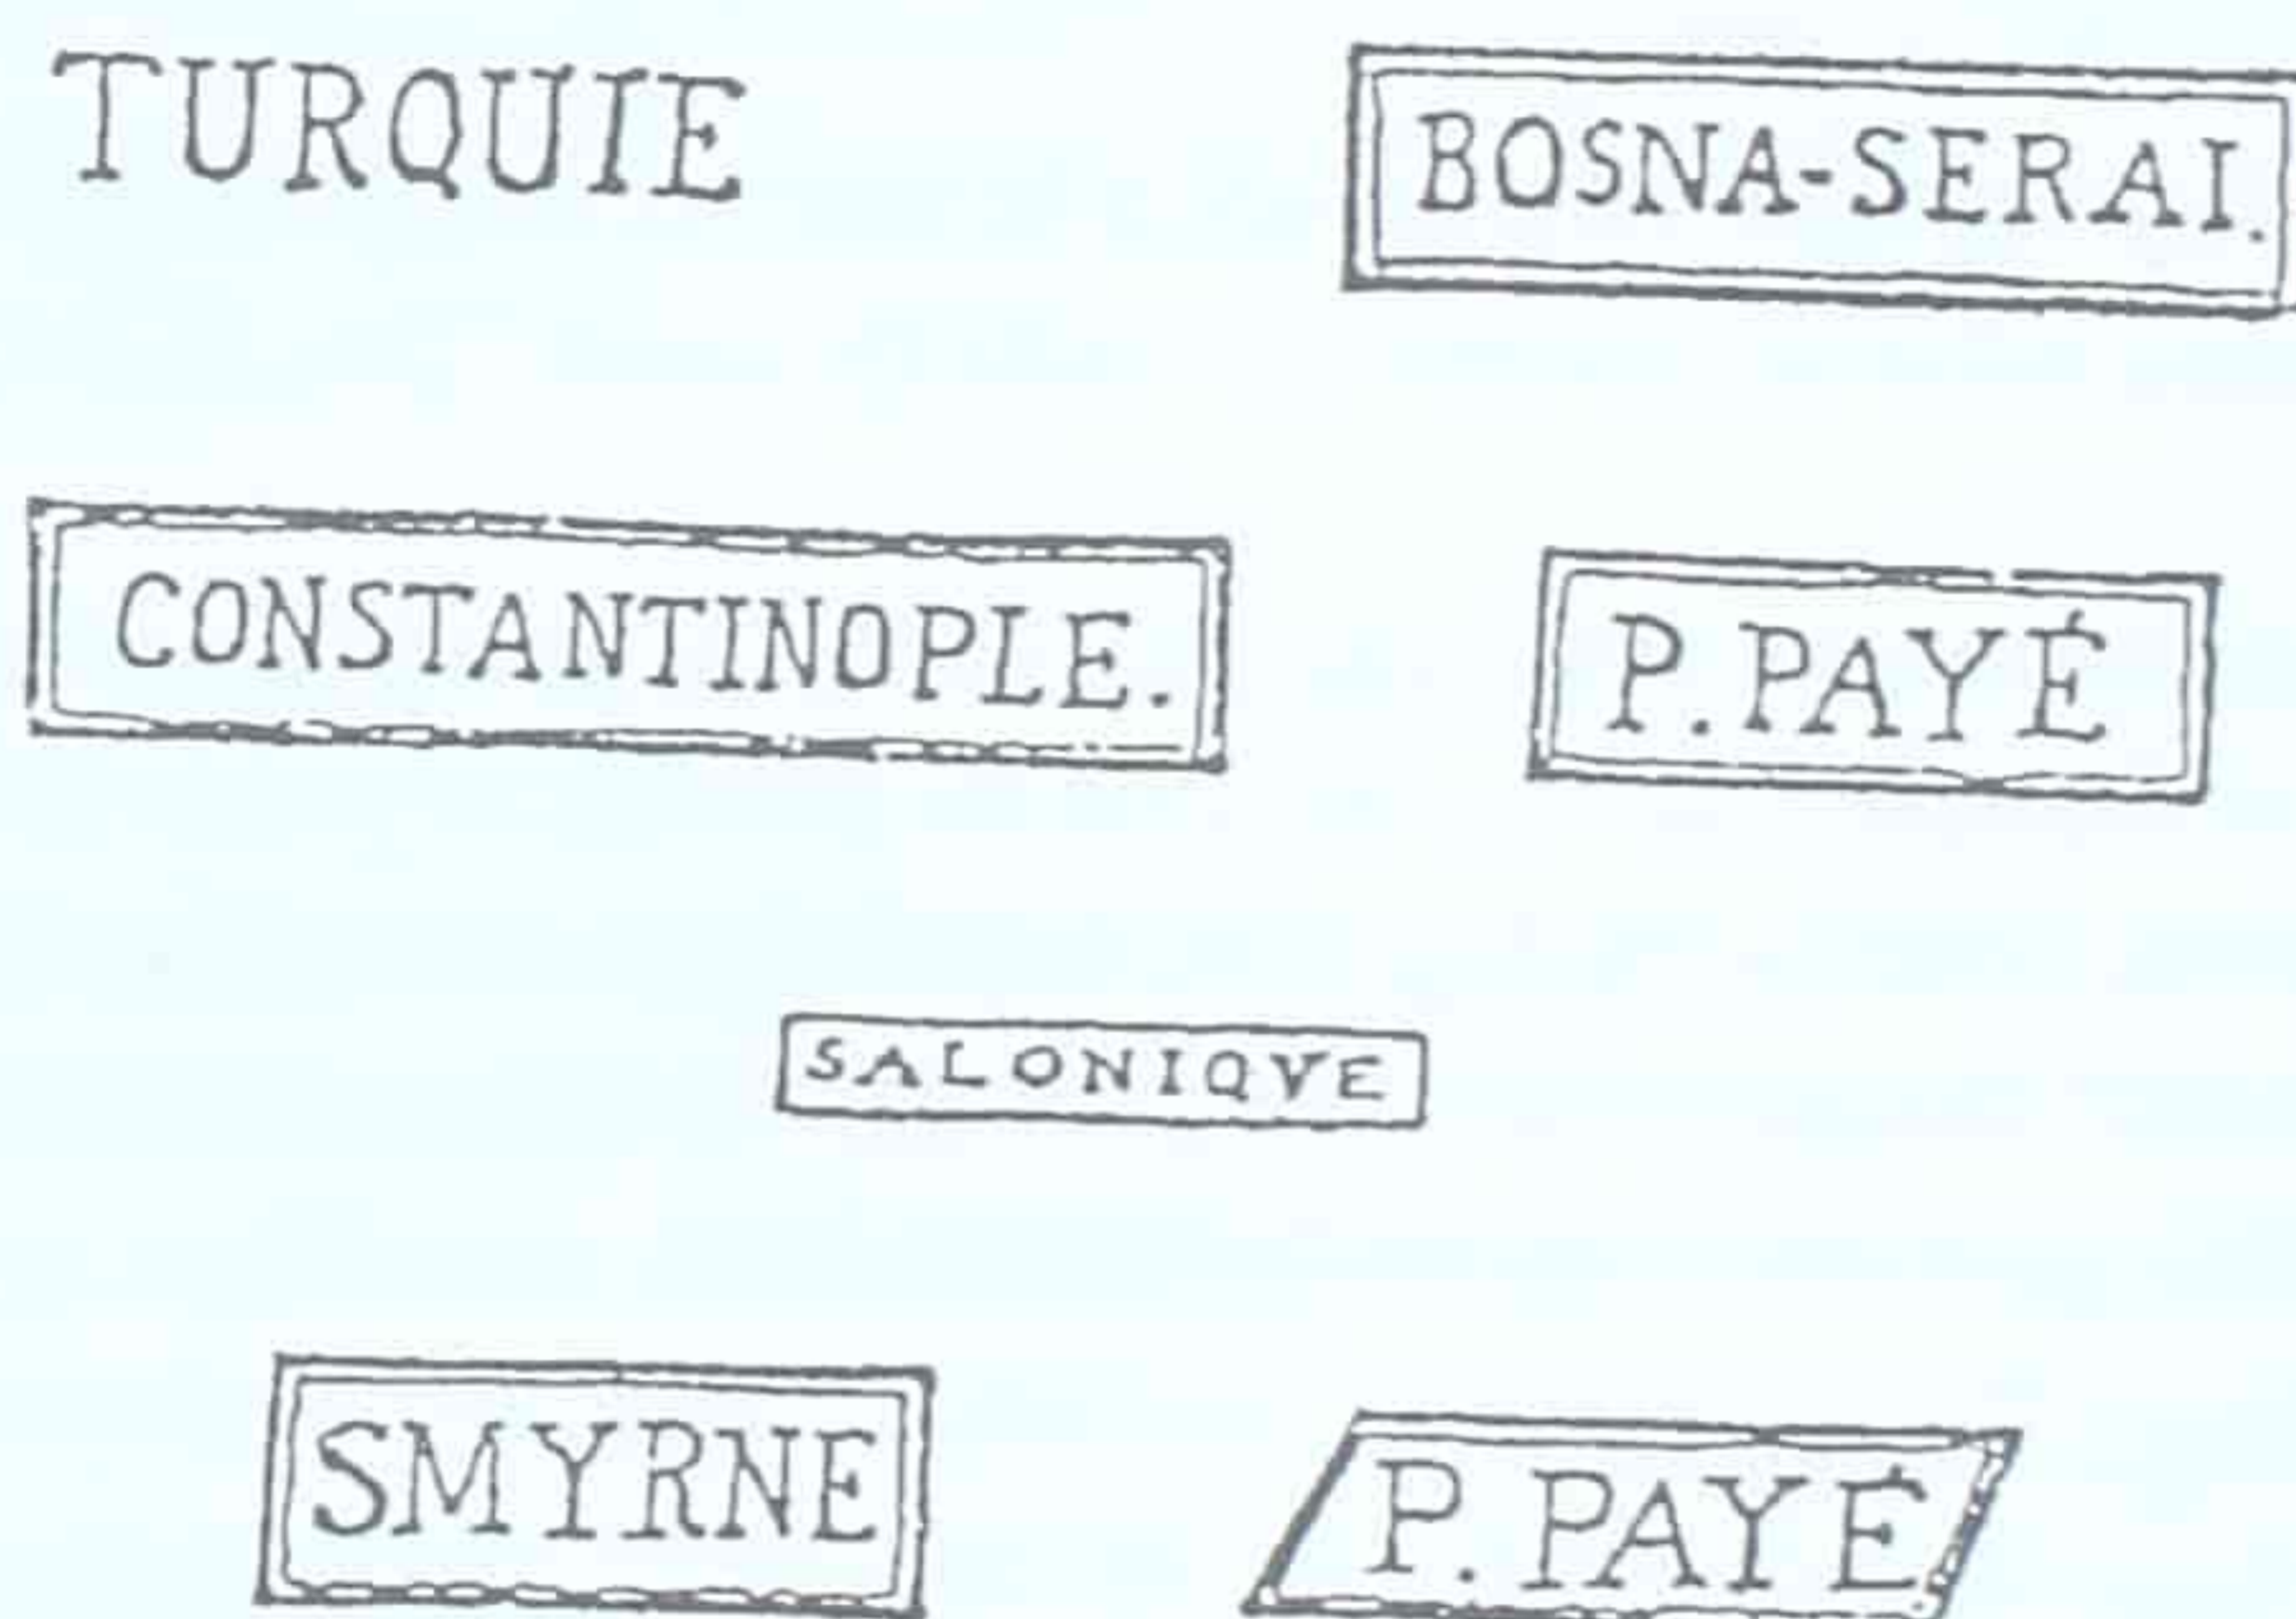 TURQUIE
BOSNA-SERAI.
CONSTANTINOPLE.
P.PAYÉ
SALONIQVE
SMYRNE
P.PAYÉ